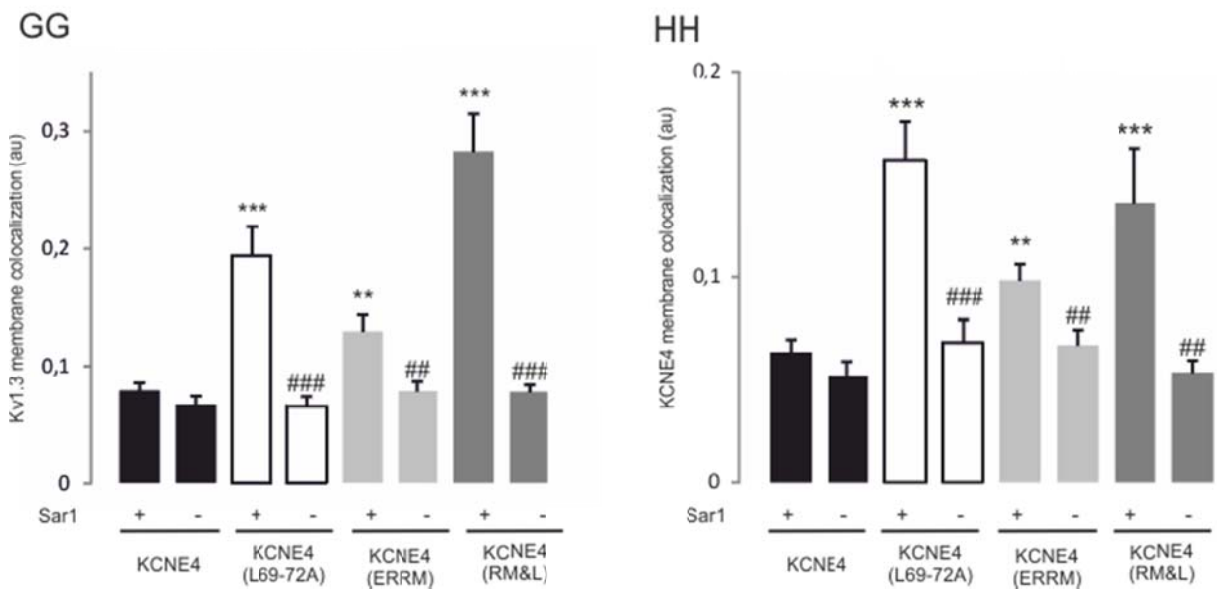 GG
Kv1.3 membrane colocalization (au)
0,3
0,2
0,1
0
***
***
**
###
##
###
Sar1 + - + - + - + -
KCNE4
KCNE4
(L69-72A)
KCNE4
(ERRM)
KCNE4
(RM&L)
HH
KCNE4 membrane colocalization (au)
0,2
0,1
0
***
***
**
###
##
##
Sar1 + - + - + - + -
KCNE4
KCNE4
(L69-72A)
KCNE4
(ERRM)
KCNE4
(RM&L)